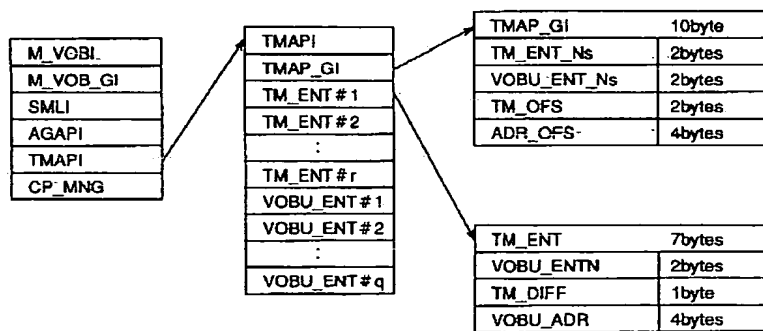 M_VOBI
M_VOB_GI
SMLI
AGAPI
TMAPI
CP_MNG
TMAPI
TMAP_GI
TM_ENT#1
TM_ENT#2
:
TM_ENT#r
VOBU_ENT#1
VOBU_ENT#2
:
VOBU_ENT#q
TMAP_GI 10byte
TM_ENT_Ns 2bytes
VOBU_ENT_Ns 2bytes
TM_OFS 2bytes
ADR_OFS 4bytes
TM_ENT 7bytes
VOBU_ENTN 2bytes
TM_DIFF 1byte
VOBU_ADR 4bytes